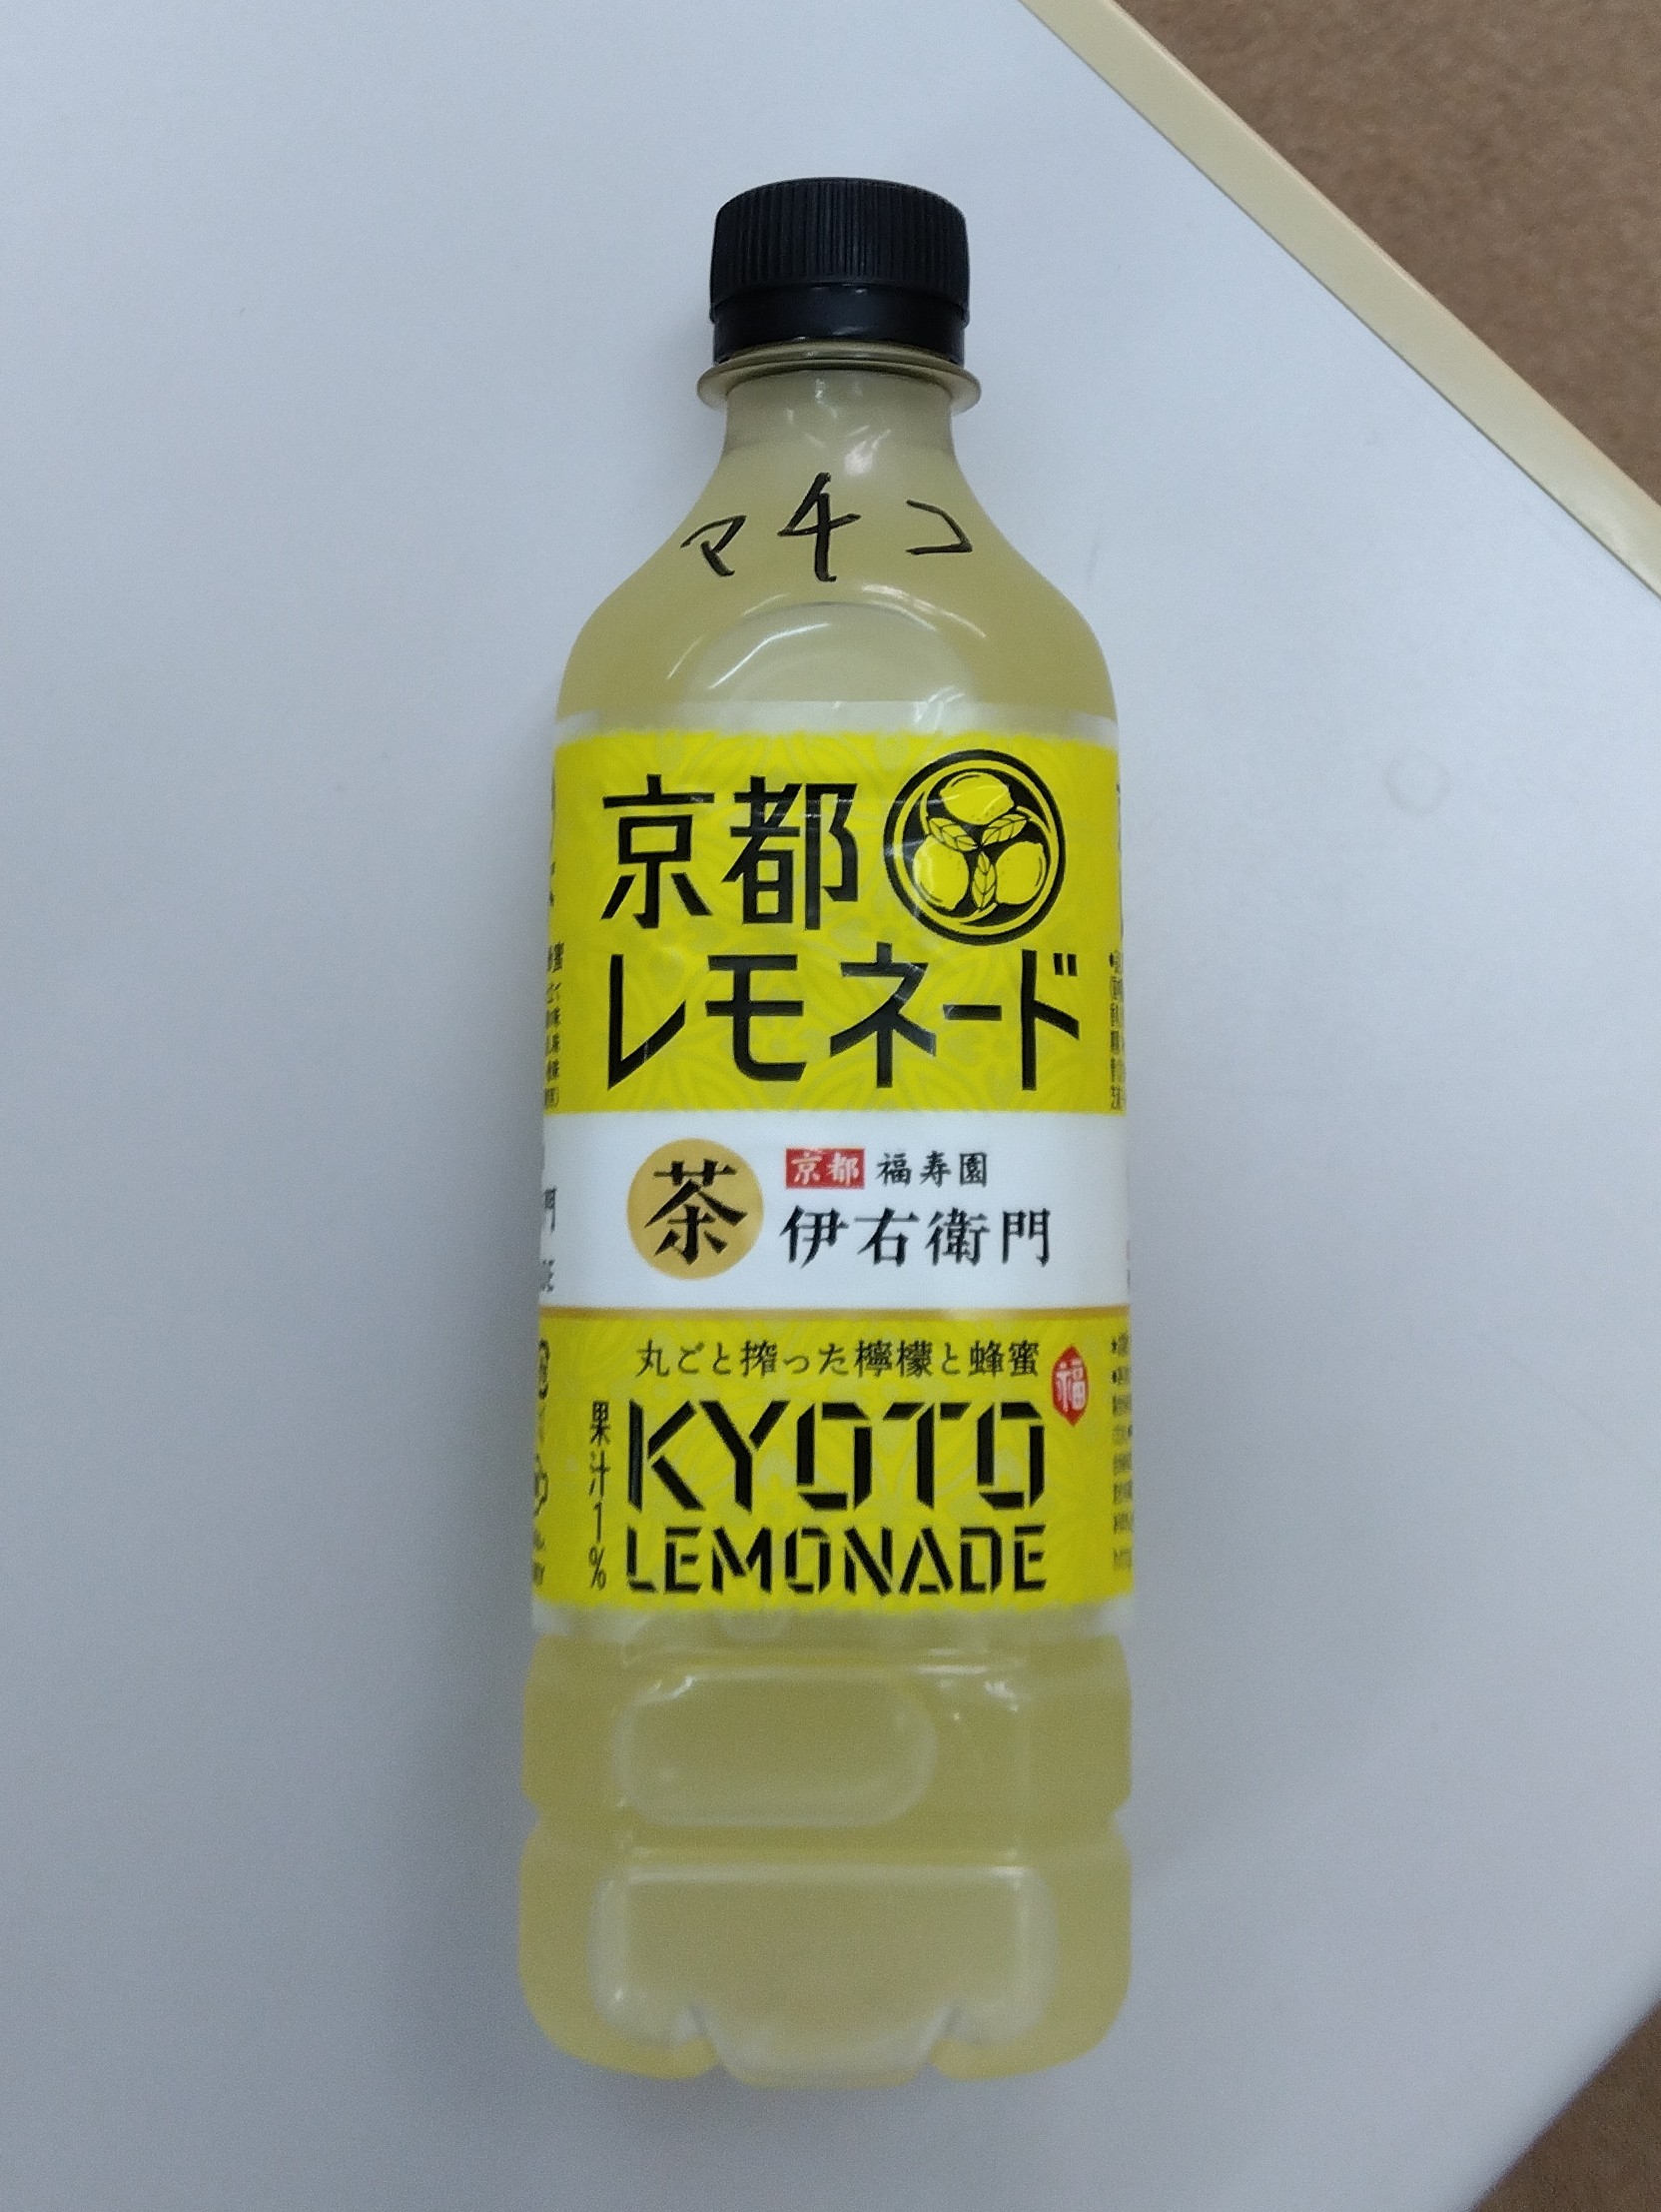 マチコ
京都
レモネード
茶
京都 福寿園
伊右衛門
丸ごと搾った檸檬と蜂蜜
福
果汁1%
KYOTO
LEMONADE